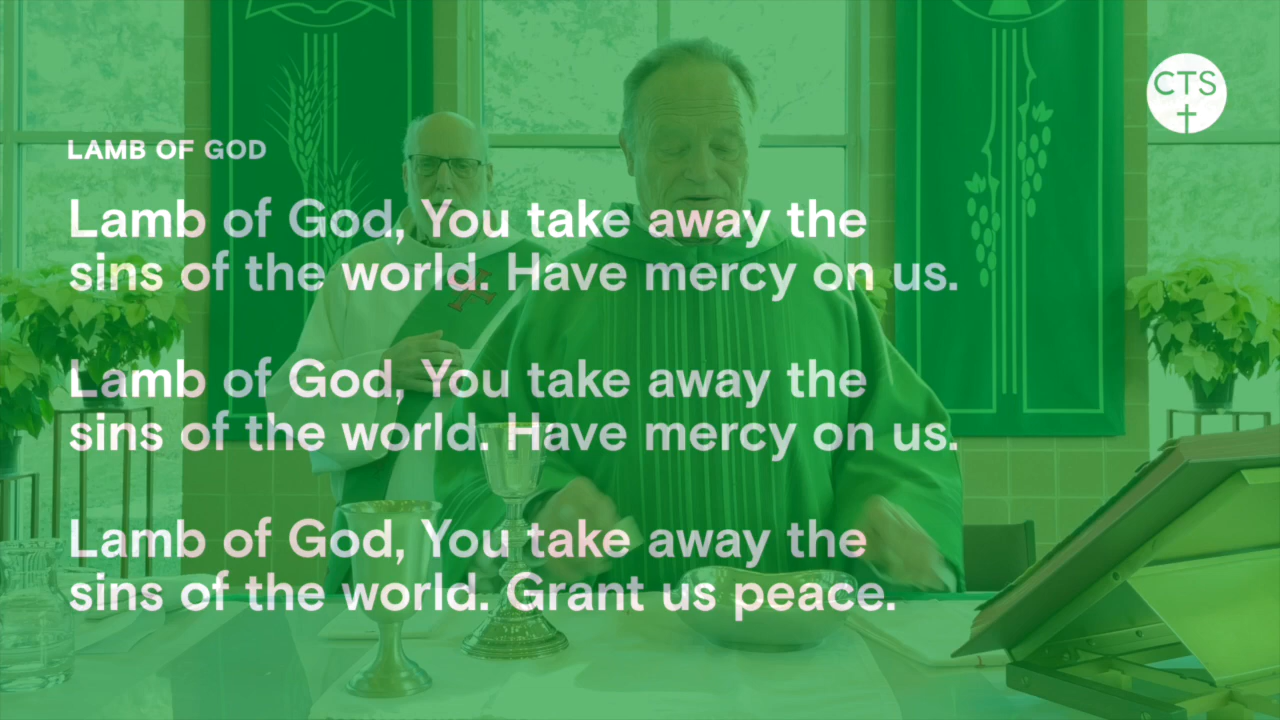 CTS
LAMB OF GOD
Lamb of God, You take away the
sins of the world. Have mercy on us.
Lamb of God, You take away the
sins of the world. Have mercy on us.
Lamb of God, You take away the
sins of the world. Grant us peace.